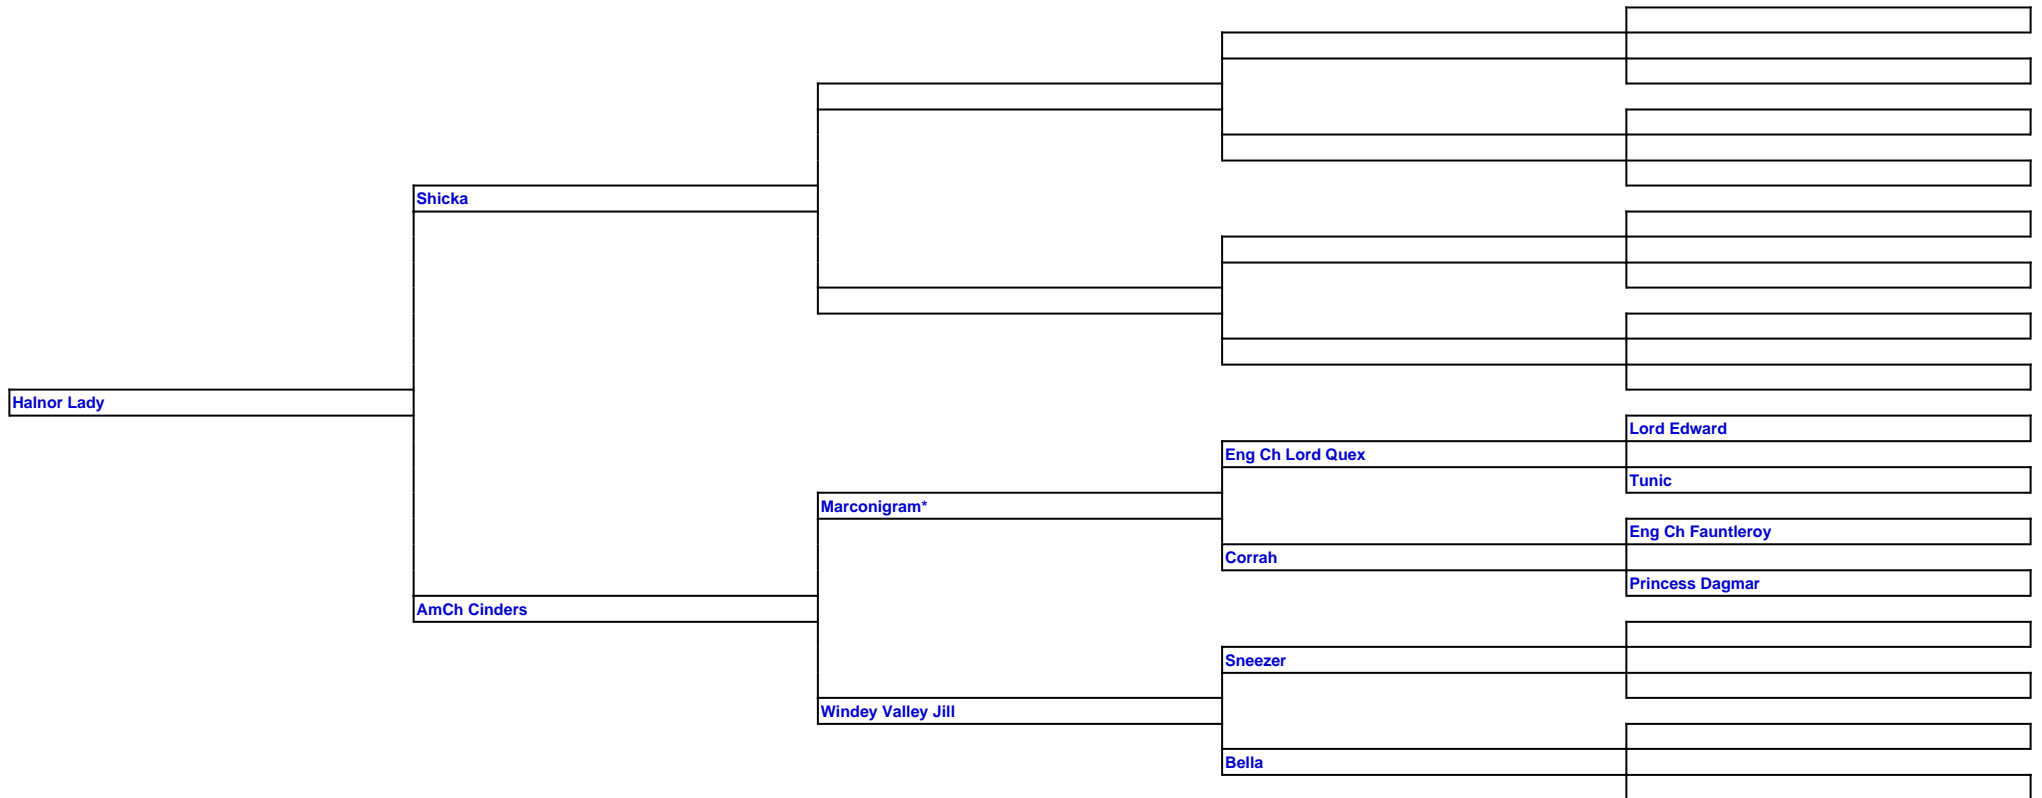 Shicka
Halnor Lady
Lord Edward
Eng Ch Lord Quex
Tunic
Marconigram*
Eng Ch Fauntleroy
Corrah
Princess Dagmar
AmCh Cinders
Sneezer
Windey Valley Jill
Bella